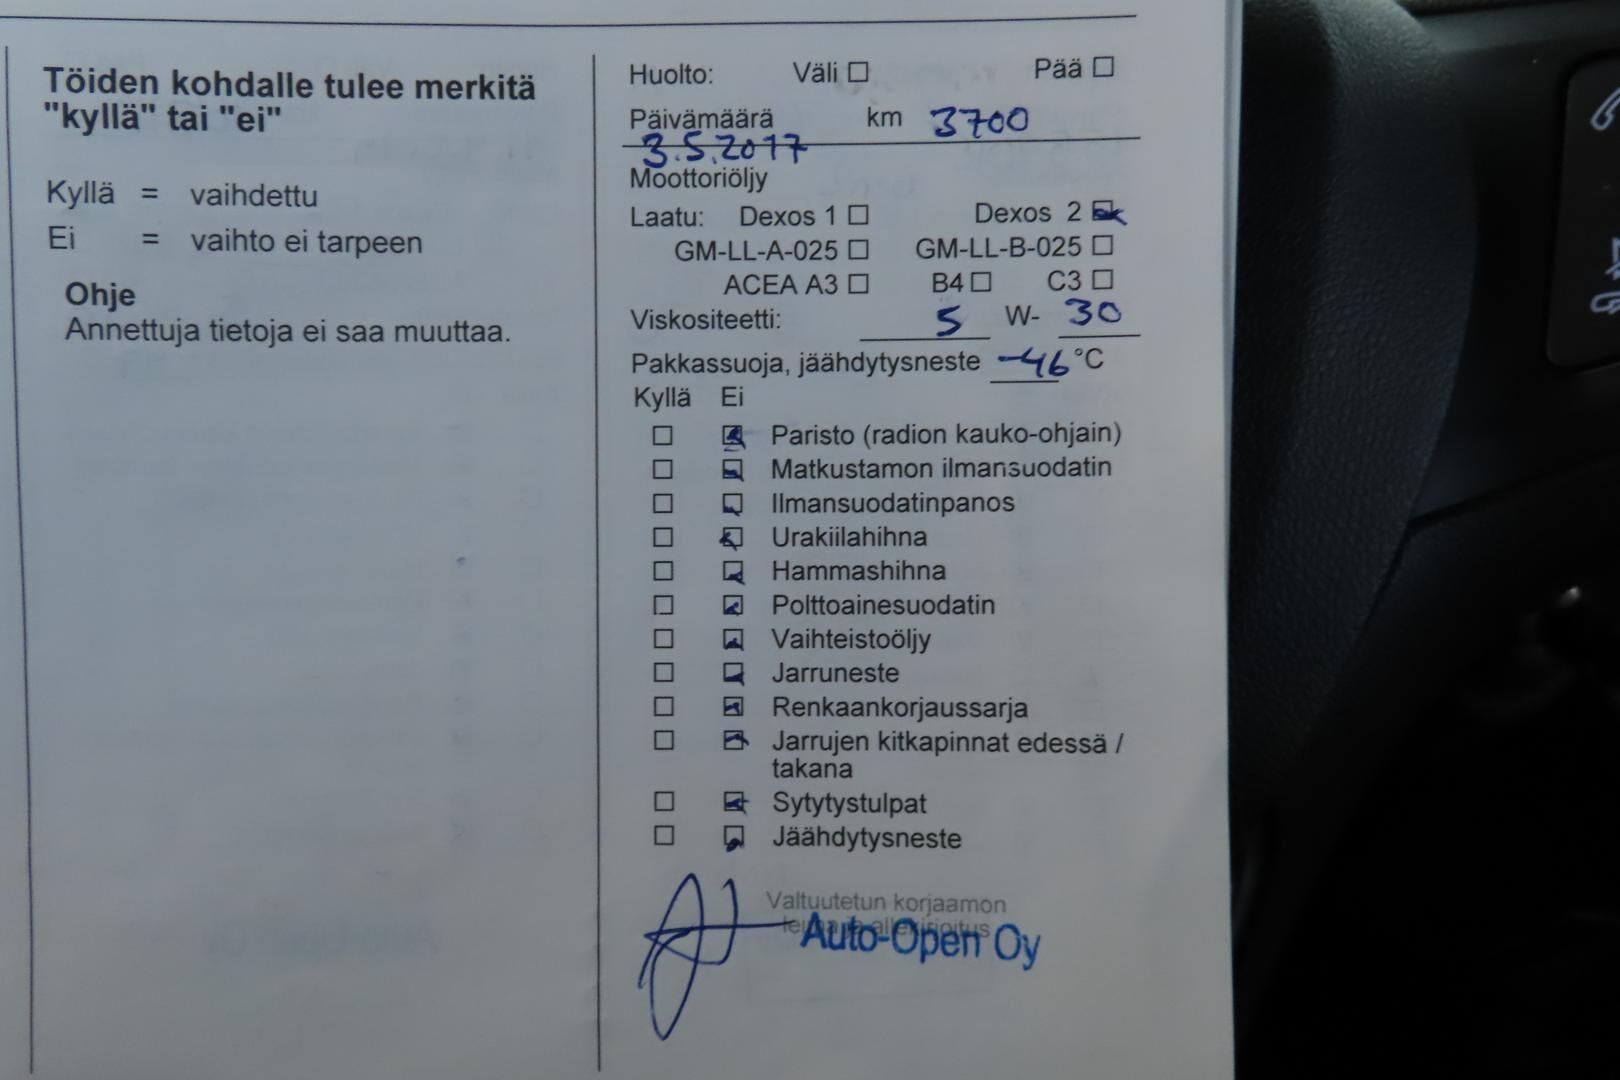 Töiden kohdalle tulee merkitä
"kyllä" tai "ei"
Kyllä = vaihdettu
Ei = vaihto ei tarpeen
Ohje
Annettuja tietoja ei saa muuttaa.
Huolto: Väli ☐ Pää ☐
Päivämäärä km 3700
3.5.2017
Moottoriöljy
Laatu: Dexos 1 ☐ Dexos 2 ☒
GM-LL-A-025 ☐ GM-LL-B-025 ☐
ACEA A3 ☐ B4 ☐ C3 ☐
Viskositeetti: 5 W- 30
Pakkassuoja, jäähdytysneste -46 °C
Kyllä Ei
☐ ☒ Paristo (radion kauko-ohjain)
☐ ☒ Matkustamon ilmansuodatin
☐ ☒ Ilmansuodatinpanos
☐ ☒ Urakiilahihna
☐ ☒ Hammashihna
☐ ☒ Polttoainesuodatin
☐ ☒ Vaihteistoöljy
☐ ☒ Jarruneste
☐ ☒ Renkaankorjaussarja
☐ ☒ Jarrujen kitkapinnat edessä /
takana
☐ ☒ Sytytystulpat
☐ ☒ Jäähdytysneste
Valtuutetun korjaamon
leima ja allekirjoitus
Auto-Open Oy